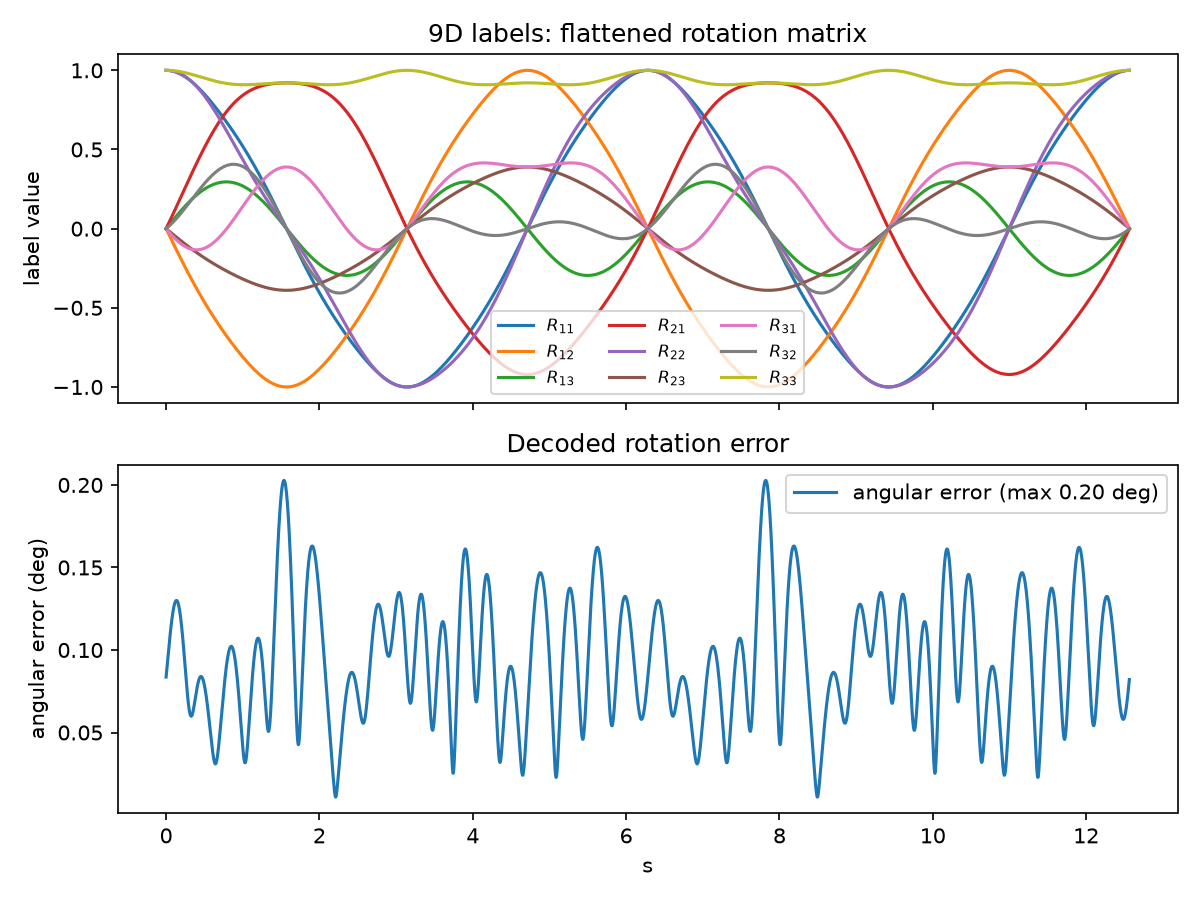 9D labels: flattened rotation matrix
label value
1.0
0.5
0.0
−0.5
−1.0
R11 R21 R31
R12 R22 R32
R13 R23 R33
Decoded rotation error
angular error (deg)
0.20
0.15
0.10
0.05
angular error (max 0.20 deg)
0 2 4 6 8 10 12
s